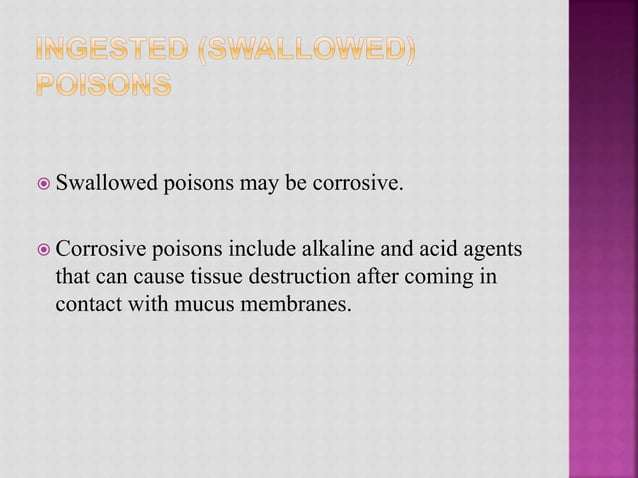 INGESTED (SWALLOWED)
POISONS
Swallowed poisons may be corrosive.
Corrosive poisons include alkaline and acid agents
that can cause tissue destruction after coming in
contact with mucus membranes.